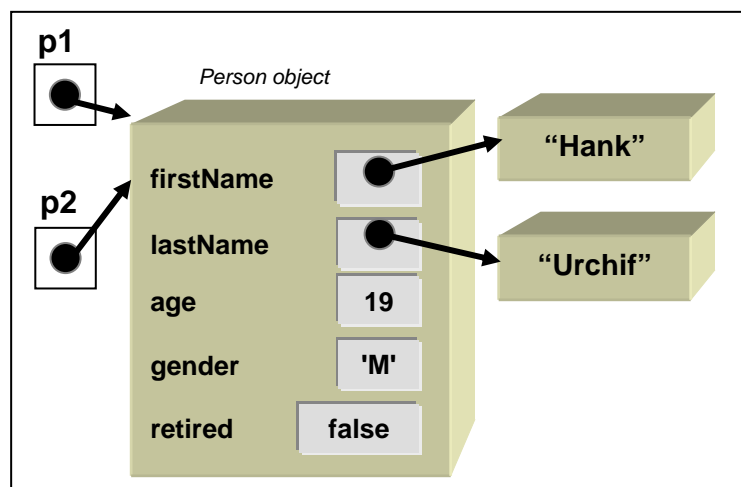 p1
Person object
firstName
“Hank”
p2
lastName
“Urchif”
age
19
gender
'M'
retired
false